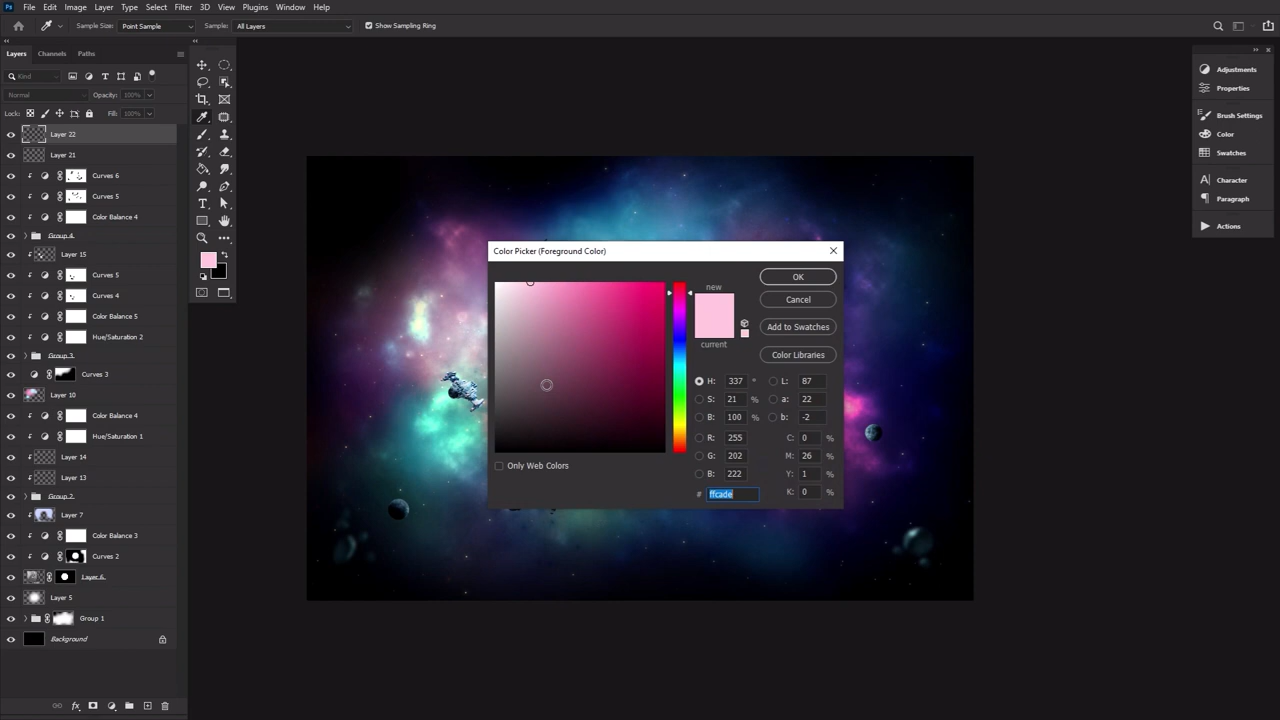 Ps File Edit Image Layer Type Select Filter 3D View Plugins Window Help
Sample Size: Point Sample Sample: All Layers Show Sampling Ring
Layers Channels Paths
Kind
Normal Opacity: 100%
Lock: Fill: 100%
Layer 22
Layer 21
Curves 6
Curves 5
Color Balance 4
Group 4
Layer 15
Curves 5
Curves 4
Color Balance 5
Hue/Saturation 2
Group 3
Curves 3
Layer 10
Color Balance 4
Hue/Saturation 1
Layer 14
Layer 13
Group 2
Layer 7
Color Balance 3
Curves 2
Layer 6
Layer 5
Group 1
Background
Color Picker (Foreground Color)
new
current
OK
Cancel
Add to Swatches
Color Libraries
H: 337 ° L: 87
S: 21 % a: 22
B: 100 % b: -2
R: 255 C: 0 %
G: 202 M: 26 %
B: 222 Y: 1 %
# ffcade K: 0 %
Only Web Colors
Adjustments
Properties
Brush Settings
Color
Swatches
Character
Paragraph
Actions